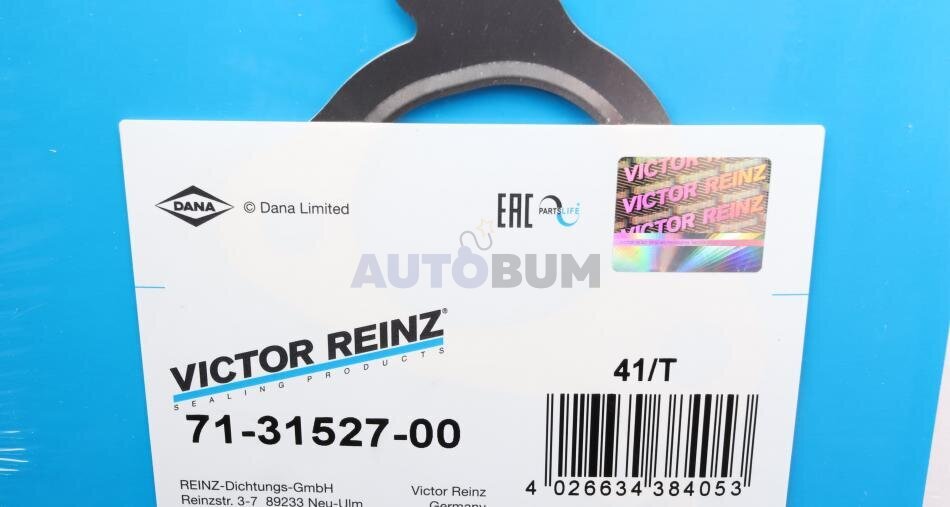 DANA
© Dana Limited
EAC
PARTSLIFE
VICTOR REINZ
VICTOR REINZ
VICTOR REINZ
AUTOBUM
VICTOR REINZ®
SEALING PRODUCTS
71-31527-00
41/T
4 026634 384053
REINZ-Dichtungs-GmbH
Reinzstr. 3-7 89233 Neu-Ulm
Victor Reinz
Germany